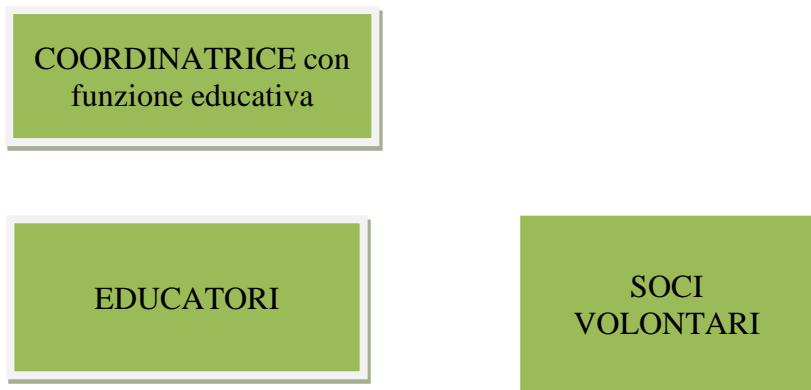 COORDINATRICE con
funzione educativa
EDUCATORI
SOCI
VOLONTARI